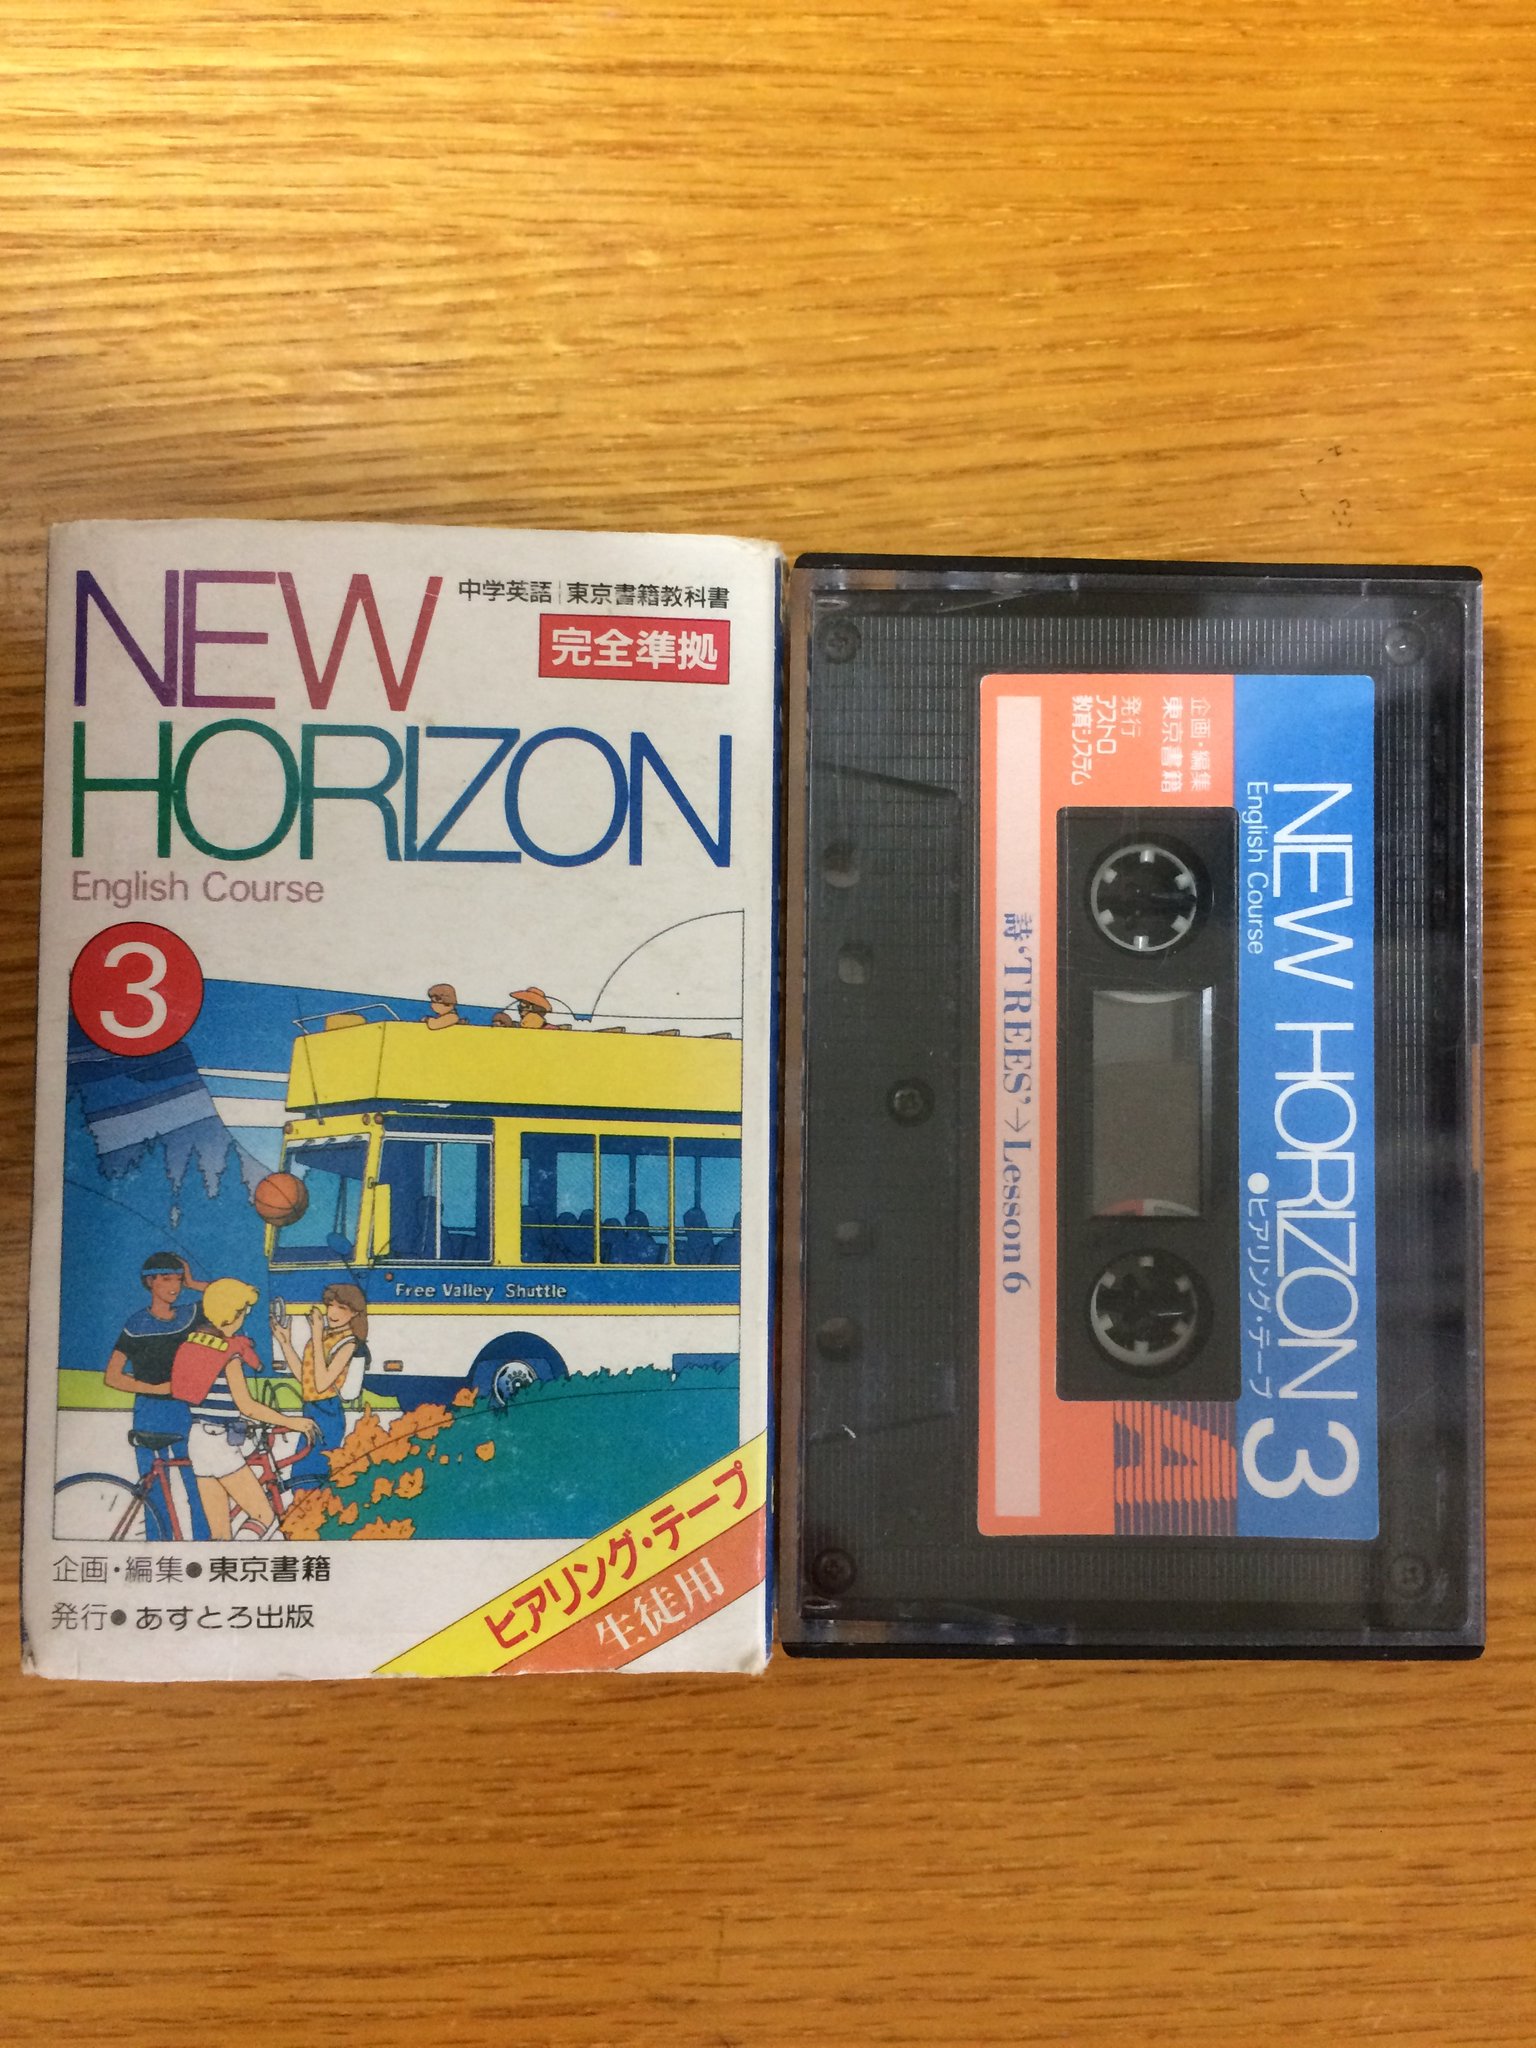 NEW
HORIZON
中学英語|東京書籍教科書
完全準拠
English Course
3
Free Valley Shuttle
ヒアリング・テープ
生徒用
企画・編集●東京書籍
発行●あすとろ出版
NEW HORIZON 3
English Course
●ヒアリング・テープ
企画・編集
東京書籍
発行
アストロ
教育システム
A
詩‘TREES’→Lesson 6